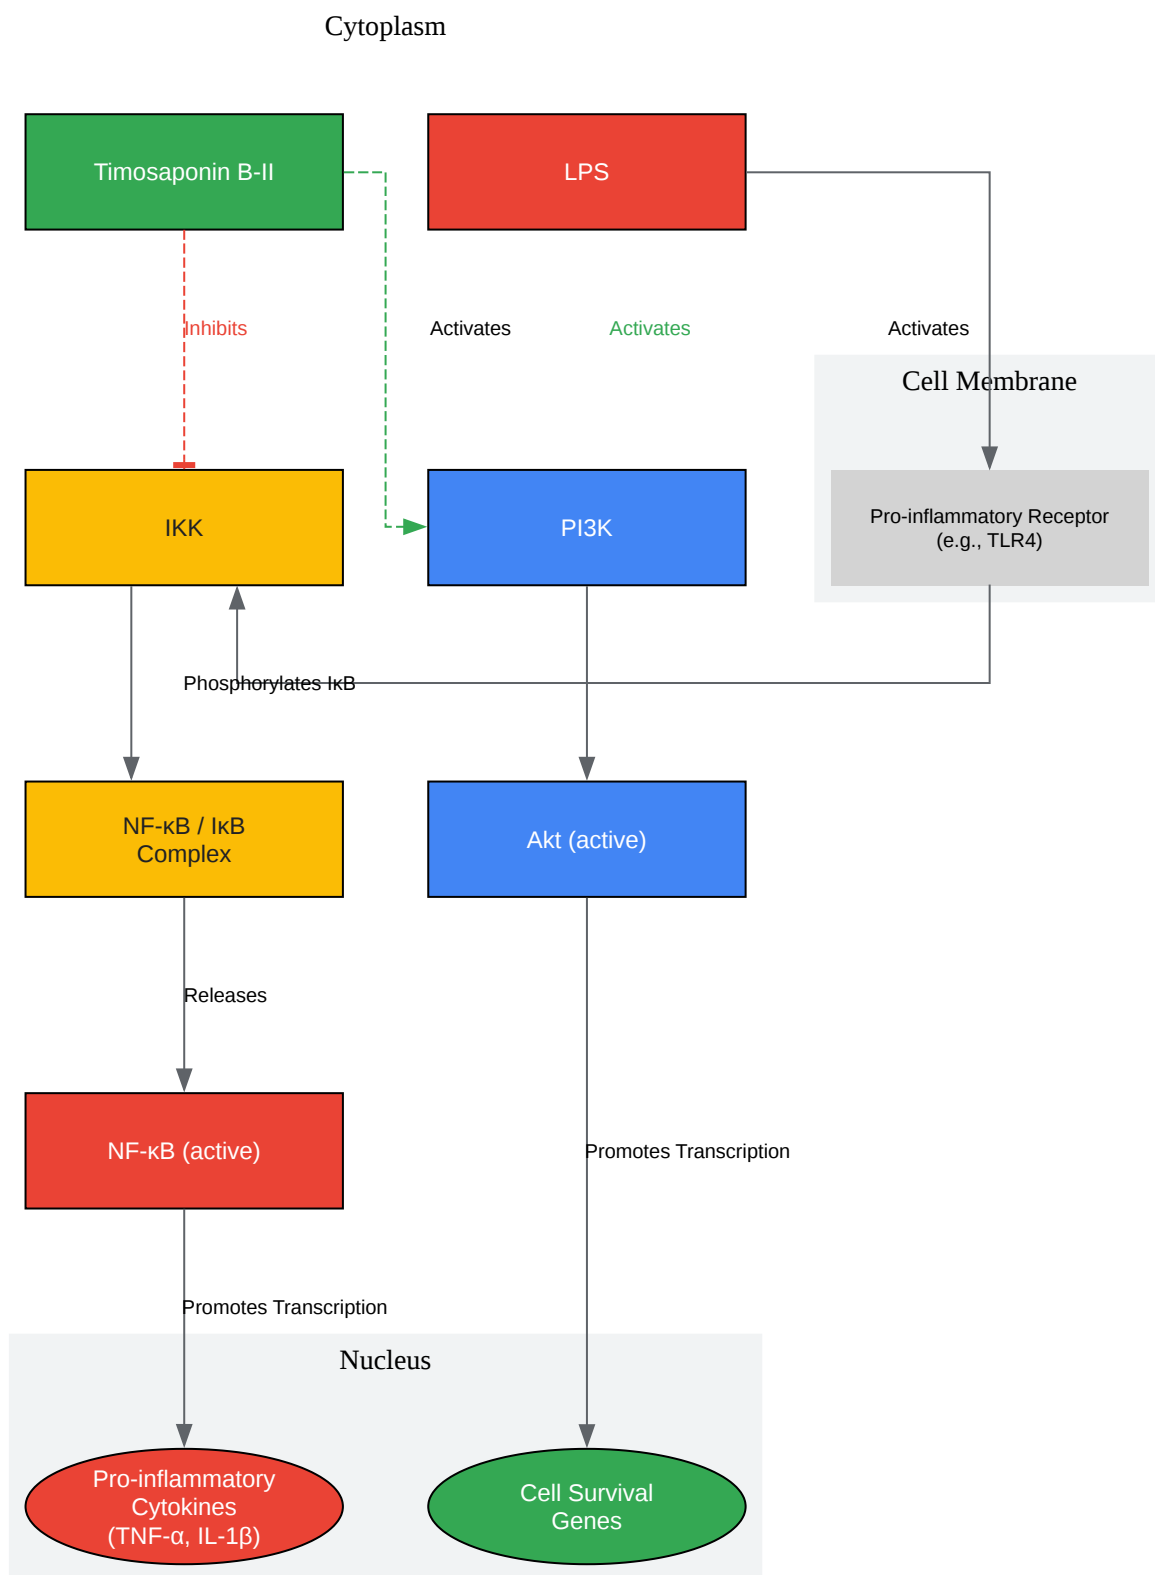 Cytoplasm
Timosaponin B-II
LPS
Inhibits
Activates
Activates
Activates
Cell Membrane
IKK
PI3K
Pro-inflammatory Receptor
(e.g., TLR4)
Phosphorylates IκB
NF-κB / IκB
Complex
Akt (active)
Releases
NF-κB (active)
Promotes Transcription
Promotes Transcription
Nucleus
Pro-inflammatory
Cytokines
(TNF-α, IL-1β)
Cell Survival
Genes